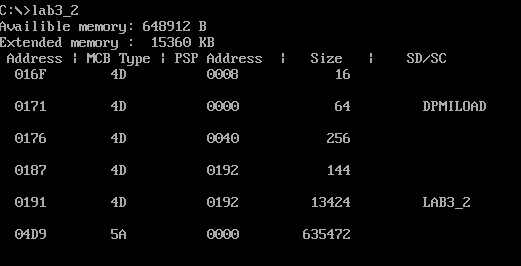 C:\>lab3_2
Availible memory: 648912 B
Extended memory :  15360 KB
Address | MCB Type | PSP Address  |   Size   |    SD/SC
016F     4D          0008            16
0171     4D          0000            64        DPMILOAD
0176     4D          0040           256
0187     4D          0192           144
0191     4D          0192         13424        LAB3_2
04D9     5A          0000        635472